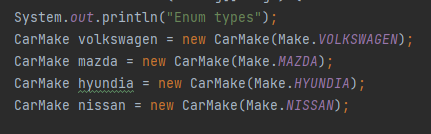 System.out.println("Enum types");
CarMake volkswagen = new CarMake(Make.VOLKSWAGEN);
CarMake mazda = new CarMake(Make.MAZDA);
CarMake hyundia = new CarMake(Make.HYUNDIA);
CarMake nissan = new CarMake(Make.NISSAN);